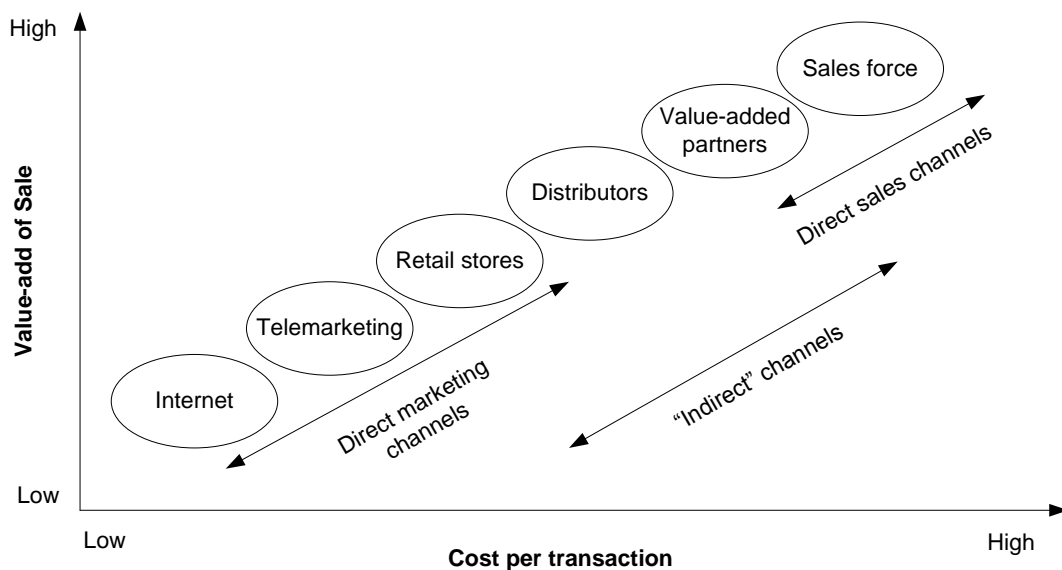 High
Sales force
Value-added
partners
Distributors
Direct sales channels
Retail stores
Telemarketing
Internet
Direct marketing
channels
“Indirect” channels
Value-add of Sale
Low
Low
High
Cost per transaction